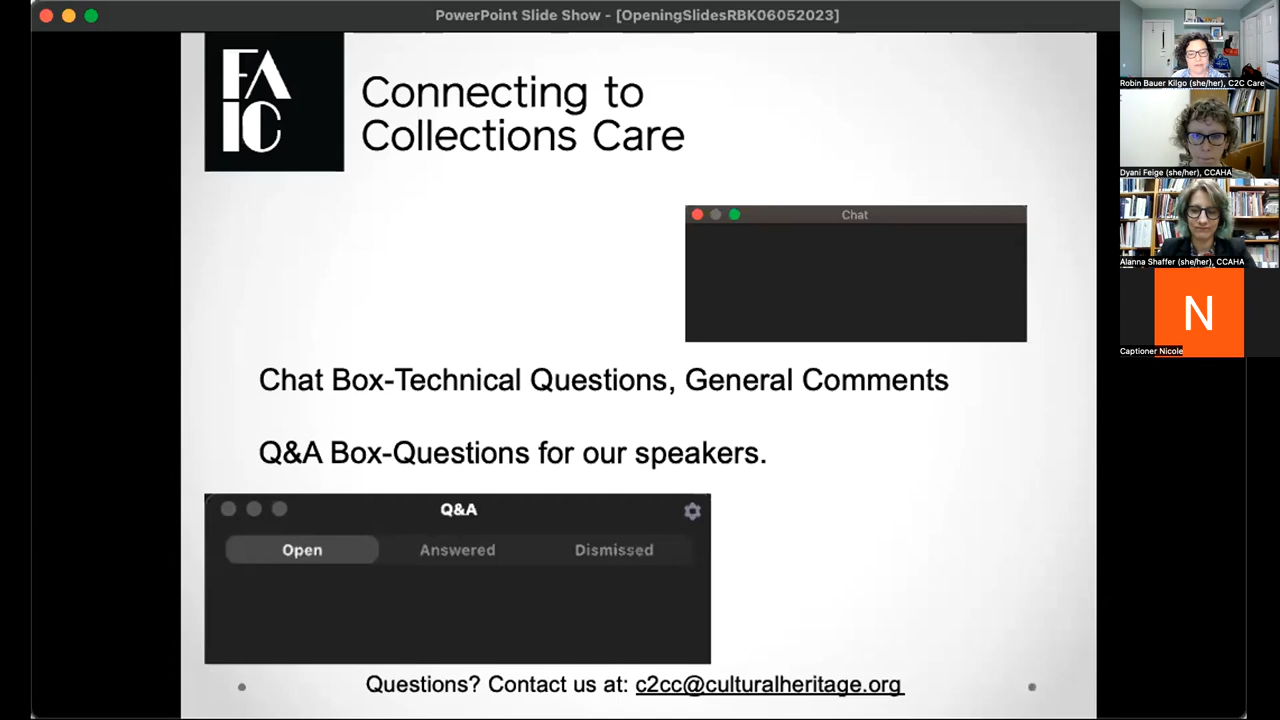 PowerPoint Slide Show - [OpeningSlidesRBK06052023]
FA
IC
Connecting to
Collections Care
Chat
Chat Box-Technical Questions, General Comments
Q&A Box-Questions for our speakers.
Q&A
Open Answered Dismissed
Questions? Contact us at: c2cc@culturalheritage.org
Robin Bauer Kilgo (she/her), C2C Care
Dyani Feige (she/her), CCAHA
Alanna Shaffer (she/her), CCAHA
N
Captioner Nicole